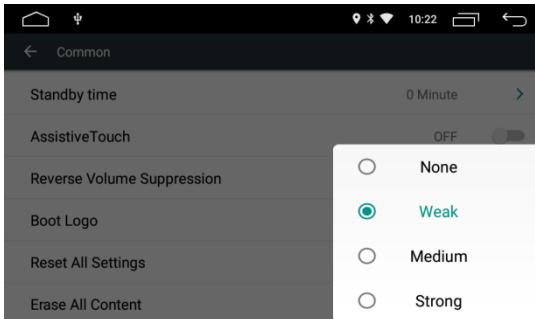 10:22
Common
Standby time 0 Minute
AssistiveTouch OFF
Reverse Volume Suppression
Boot Logo
Reset All Settings
Erase All Content
None
Weak
Medium
Strong